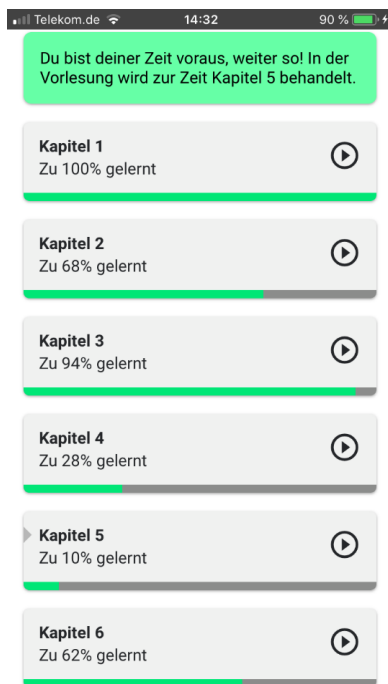 Telekom.de 14:32 90 %
Du bist deiner Zeit voraus, weiter so! In der
Vorlesung wird zur Zeit Kapitel 5 behandelt.
Kapitel 1
Zu 100% gelernt
Kapitel 2
Zu 68% gelernt
Kapitel 3
Zu 94% gelernt
Kapitel 4
Zu 28% gelernt
Kapitel 5
Zu 10% gelernt
Kapitel 6
Zu 62% gelernt